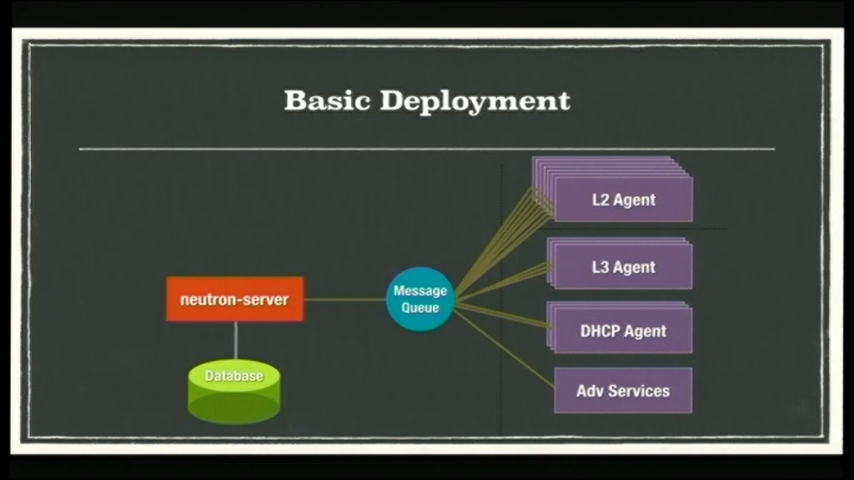 Basic Deployment
L2 Agent
L3 Agent
neutron-server
Message
Queue
DHCP Agent
Database
Adv Services